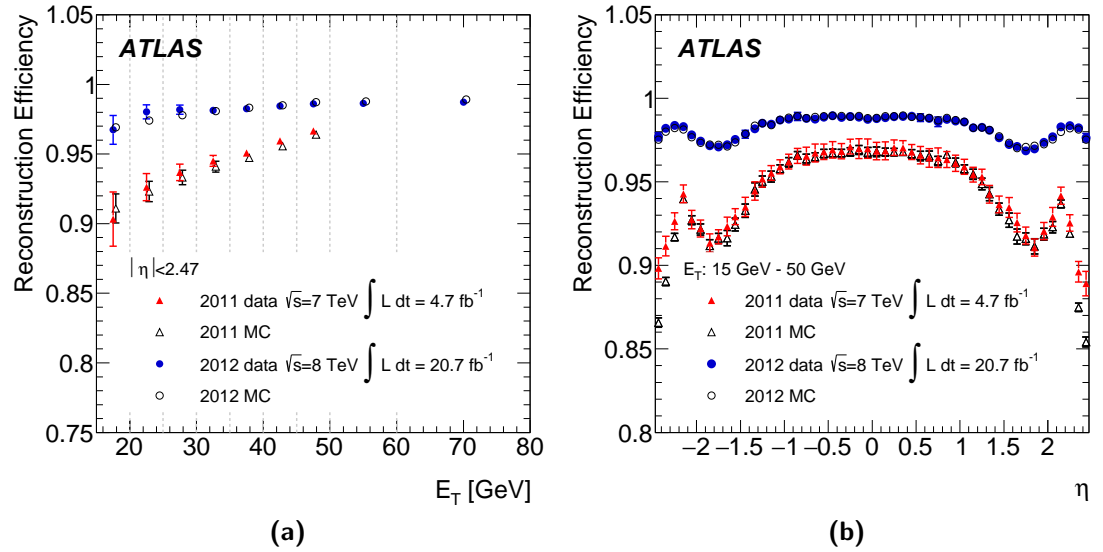 ATLAS
Reconstruction Efficiency
1.05
1
0.95
0.9
0.85
0.8
0.75
|η|<2.47
2011 data √s=7 TeV ∫ L dt = 4.7 fb⁻¹
2011 MC
2012 data √s=8 TeV ∫ L dt = 20.7 fb⁻¹
2012 MC
20 30 40 50 60 70 80
E_T [GeV]
(a)
ATLAS
Reconstruction Efficiency
1.05
1
0.95
0.9
0.85
0.8
E_T: 15 GeV - 50 GeV
2011 data √s=7 TeV ∫ L dt = 4.7 fb⁻¹
2011 MC
2012 data √s=8 TeV ∫ L dt = 20.7 fb⁻¹
2012 MC
−2 −1.5 −1 −0.5 0 0.5 1 1.5 2
η
(b)